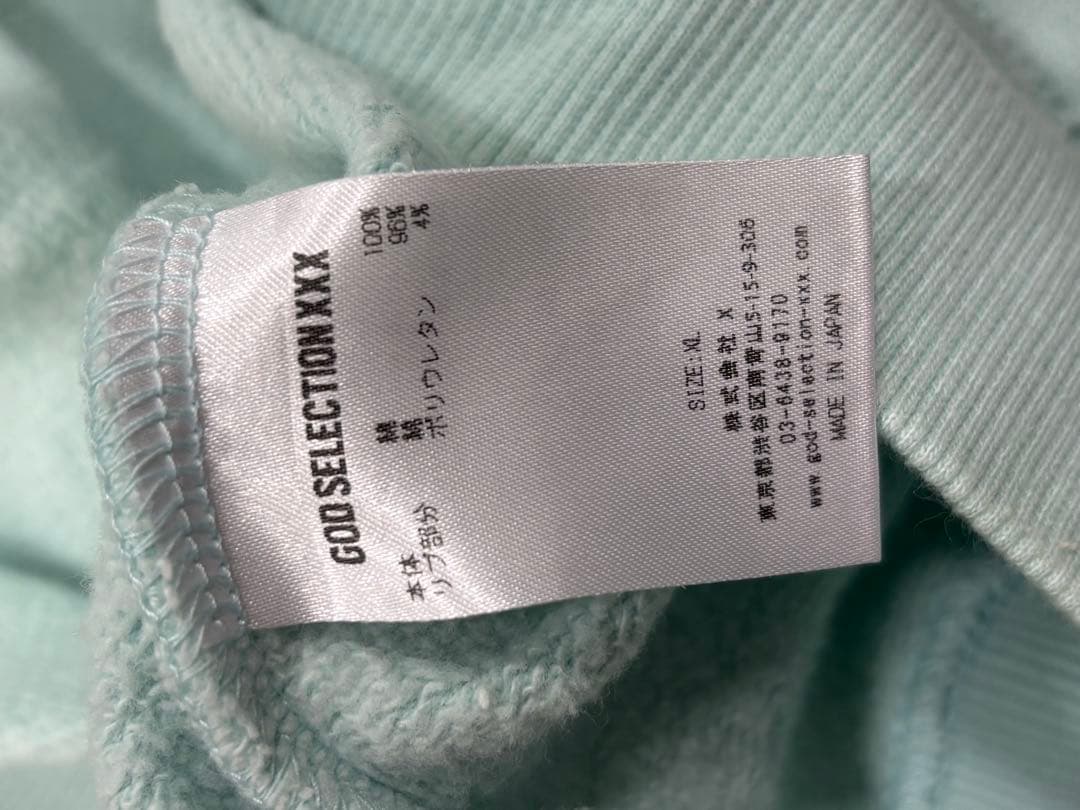 GOD SELECTION XXX
本体 綿 100%
リブ部分 綿 96%
ポリウレタン 4%
SIZE:XL
株式会社 X
東京都渋谷区南青山5-15-9-306
03-6438-9170
www god-selection-xxx com
MADE IN JAPAN